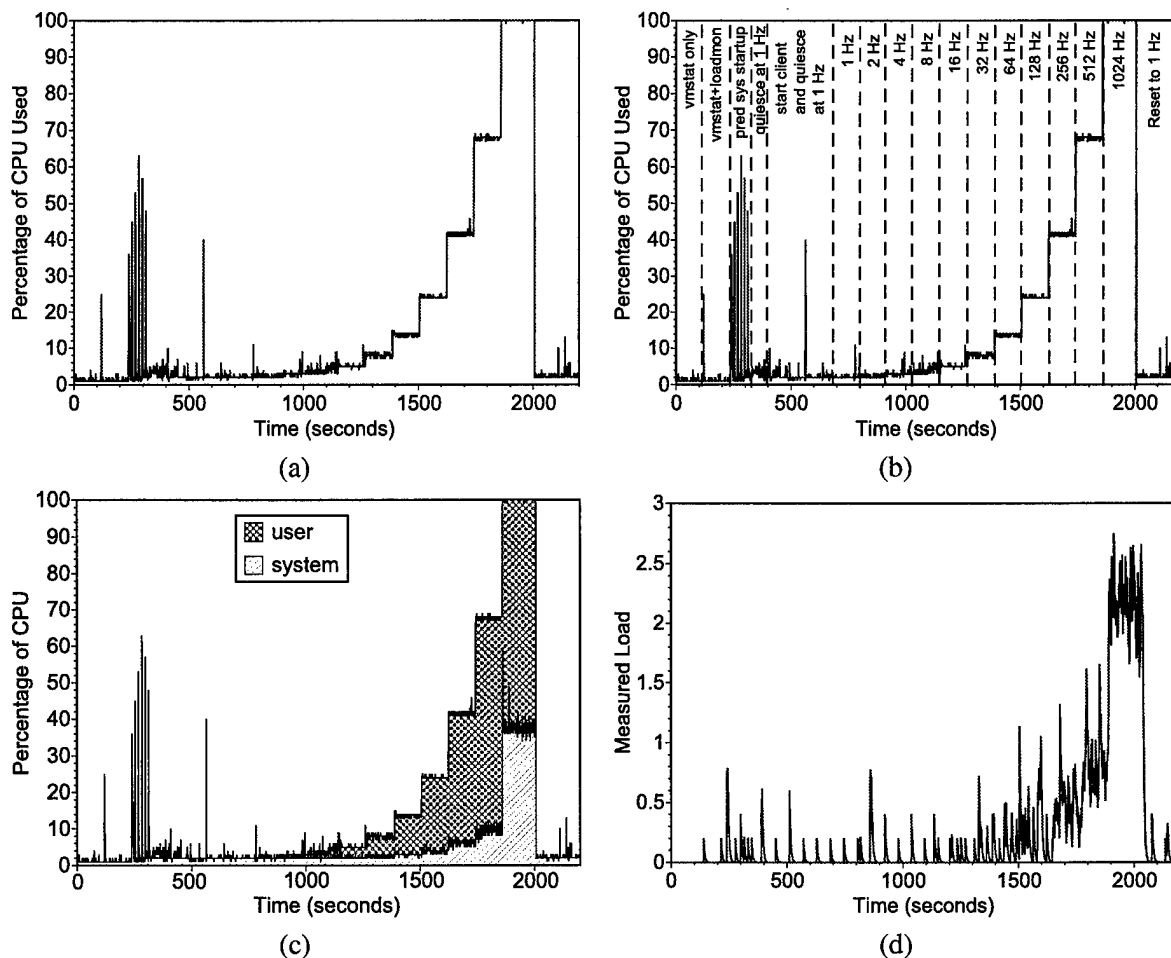 Percentage of CPU Used
100
90
80
70
60
50
40
30
20
10
0
0 500 1000 1500 2000
Time (seconds)
(a)
Percentage of CPU Used
100
90
80
70
60
50
40
30
20
10
0
vmstat only
vmstat+loadmon
pred sys startup
quiesce at 1 Hz
start client
and quiesce
at 1 Hz
1 Hz
2 Hz
4 Hz
8 Hz
16 Hz
32 Hz
64 Hz
128 Hz
256 Hz
512 Hz
1024 Hz
Reset to 1 Hz
0 500 1000 1500 2000
Time (seconds)
(b)
Percentage of CPU
100
90
80
70
60
50
40
30
20
10
0
user
system
0 500 1000 1500 2000
Time (seconds)
(c)
Measured Load
3
2.5
2
1.5
1
0.5
0
0 500 1000 1500 2000
Time (seconds)
(d)